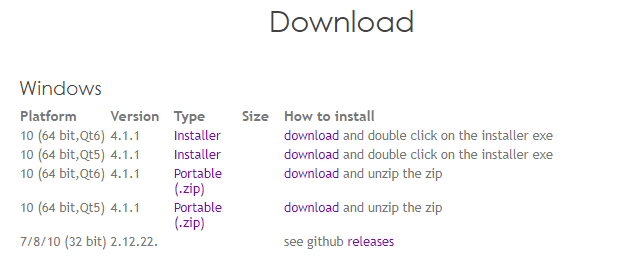 Download
Windows
Platform Version Type Size How to install
10 (64 bit,Qt6) 4.1.1 Installer download and double click on the installer exe
10 (64 bit,Qt5) 4.1.1 Installer download and double click on the installer exe
10 (64 bit,Qt6) 4.1.1 Portable download and unzip the zip
(.zip)
10 (64 bit,Qt5) 4.1.1 Portable download and unzip the zip
(.zip)
7/8/10 (32 bit) 2.12.22. see github releases